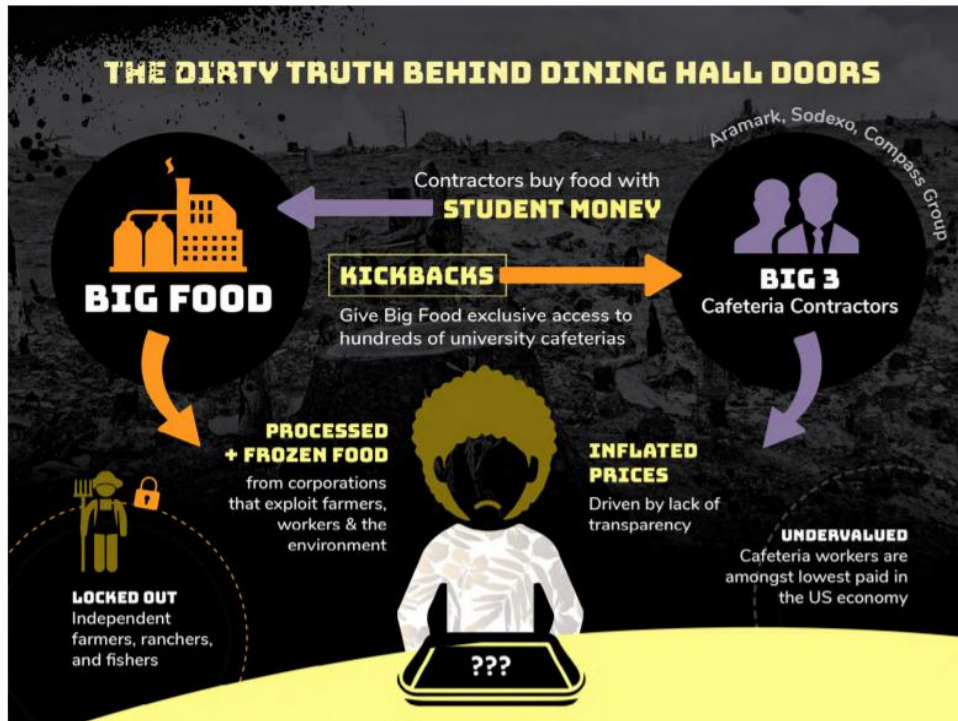 THE DIRTY TRUTH BEHIND DINING HALL DOORS
Aramark, Sodexo, Compass Group
Contractors buy food with
STUDENT MONEY
BIG FOOD
KICKBACKS
Give Big Food exclusive access to
hundreds of university cafeterias
BIG 3
Cafeteria Contractors
PROCESSED
+ FROZEN FOOD
from corporations
that exploit farmers,
workers & the
environment
INFLATED
PRICES
Driven by lack of
transparency
LOCKED OUT
Independent
farmers, ranchers,
and fishers
UNDERVALUED
Cafeteria workers are
amongst lowest paid in
the US economy
???